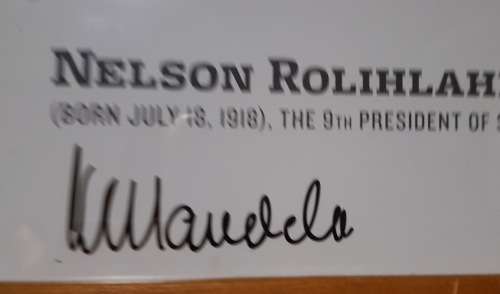 NELSON ROLIHLAH
(BORN JULY 18, 1918), THE 9TH PRESIDENT OF S
Mandela